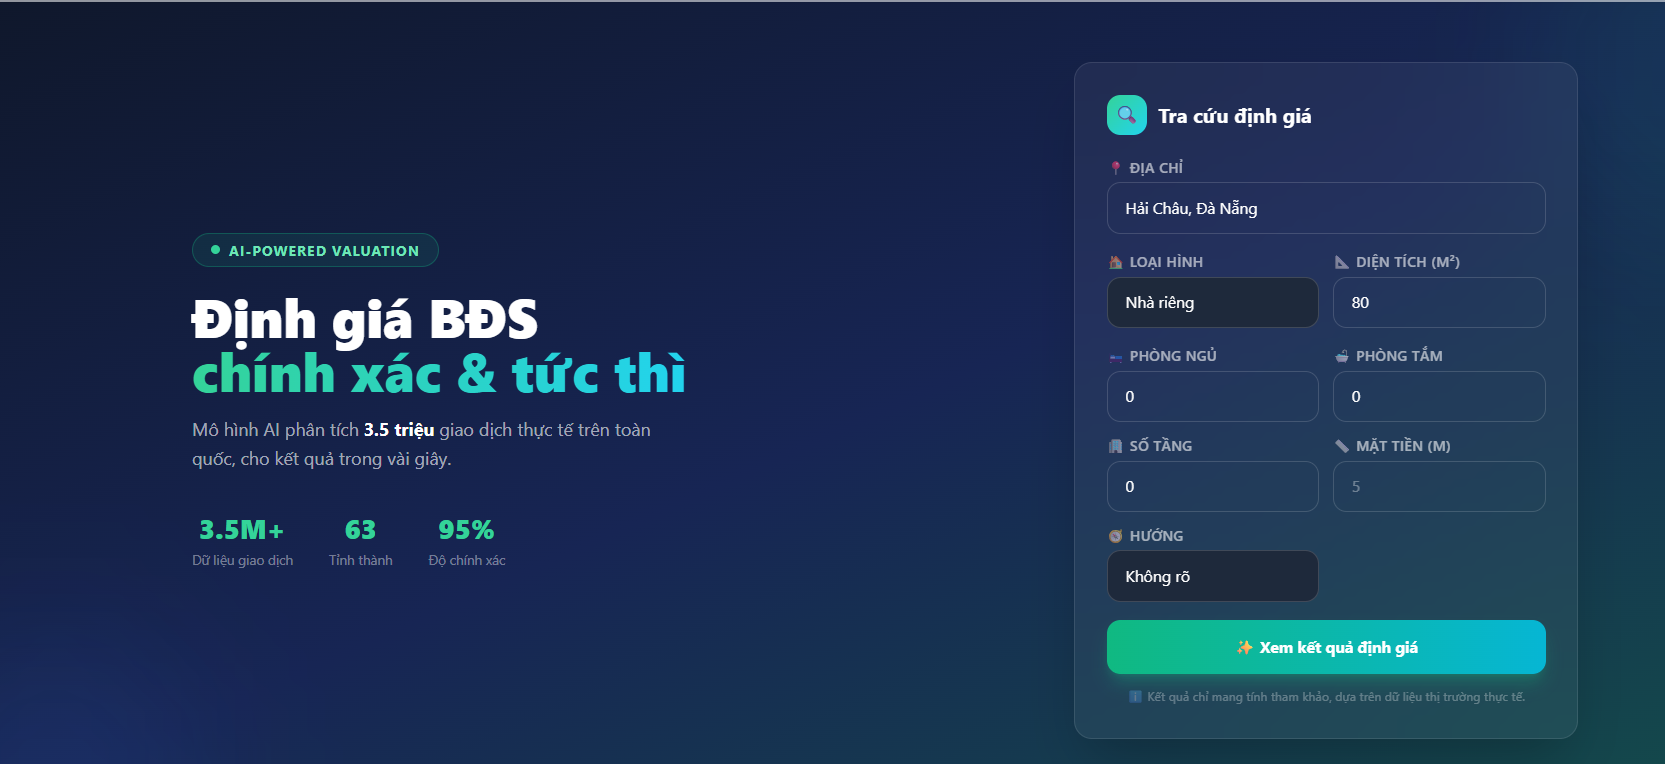 AI-POWERED VALUATION
Định giá BĐS
chính xác & tức thì
Mô hình AI phân tích 3.5 triệu giao dịch thực tế trên toàn
quốc, cho kết quả trong vài giây.
3.5M+
Dữ liệu giao dịch
63
Tỉnh thành
95%
Độ chính xác
Tra cứu định giá
ĐỊA CHỈ
Hải Châu, Đà Nẵng
LOẠI HÌNH
Nhà riêng
DIỆN TÍCH (M²)
80
PHÒNG NGỦ
0
PHÒNG TẮM
0
SỐ TẦNG
0
MẶT TIỀN (M)
5
HƯỚNG
Không rõ
✨ Xem kết quả định giá
ℹ️ Kết quả chỉ mang tính tham khảo, dựa trên dữ liệu thị trường thực tế.